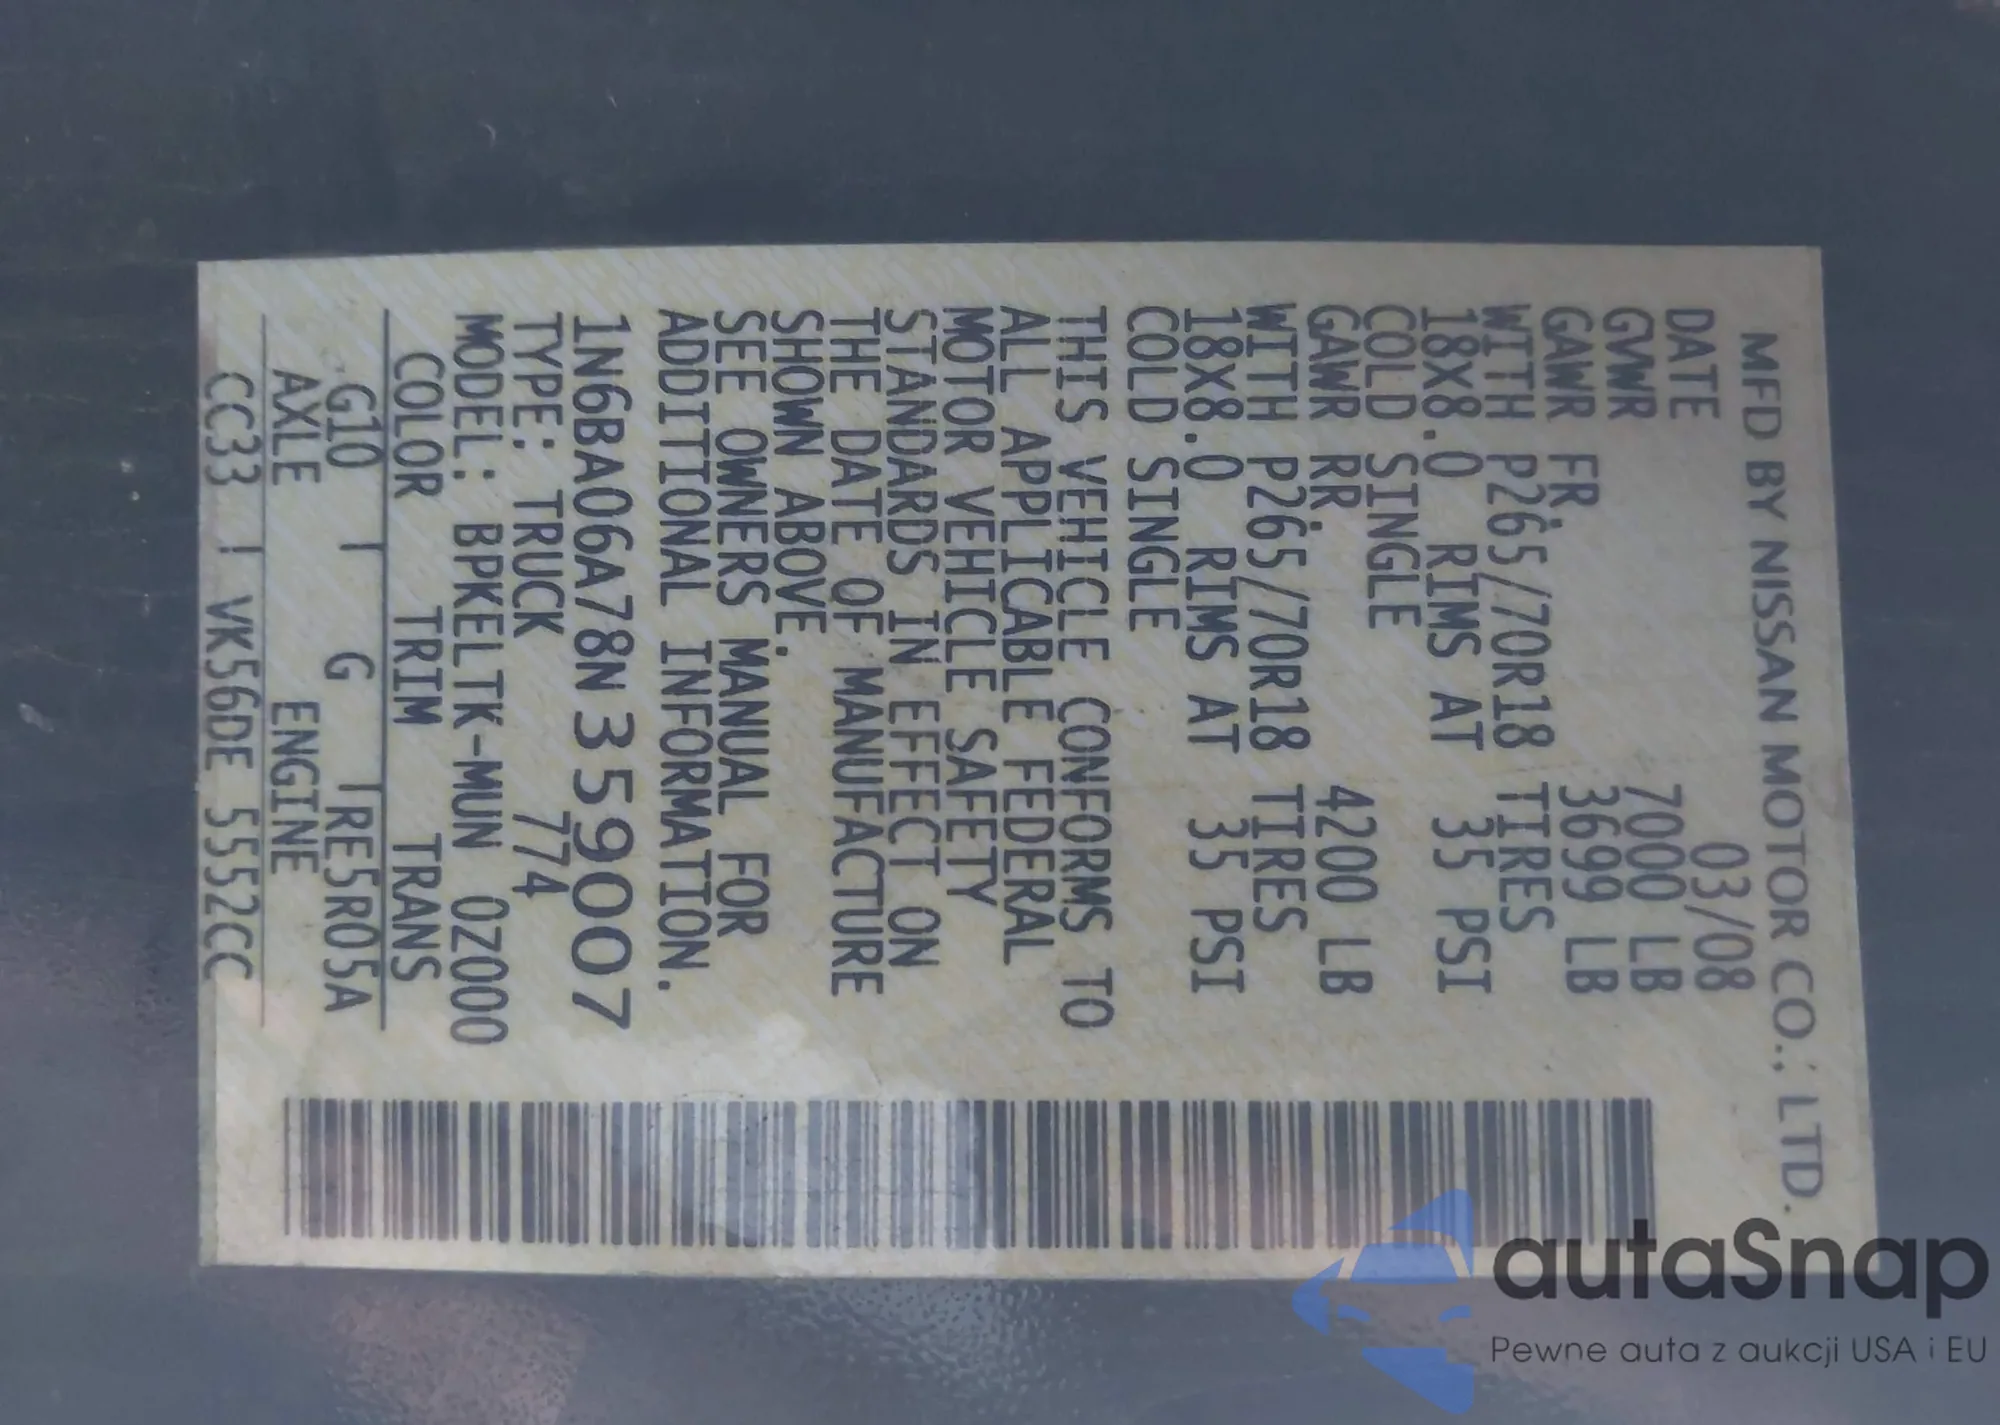 MFD BY NISSAN MOTOR CO., LTD.
DATE 03/08
GVWR 7000 LB
GAWR FR. 3699 LB
WITH P265/70R18 TIRES
18X8.0 RIMS AT 35 PSI
COLD SINGLE
GAWR RR. 4200 LB
WITH P265/70R18 TIRES
18X8.0 RIMS AT 35 PSI
COLD SINGLE
THIS VEHICLE CONFORMS TO
ALL APPLICABLE FEDERAL
MOTOR VEHICLE SAFETY
STANDARDS IN EFFECT ON
THE DATE OF MANUFACTURE
SHOWN ABOVE.
SEE OWNERS MANUAL FOR
ADDITIONAL INFORMATION.
1N6BA06A78N359007
TYPE: TRUCK 774
MODEL: BPKELTK-MUN 0Z000
COLOR TRIM TRANS
G10 | G | RE5R05A
AXLE ENGINE
CC33 | VK56DE 5552CC
autaSnap
Pewne auta z aukcji USA i EU